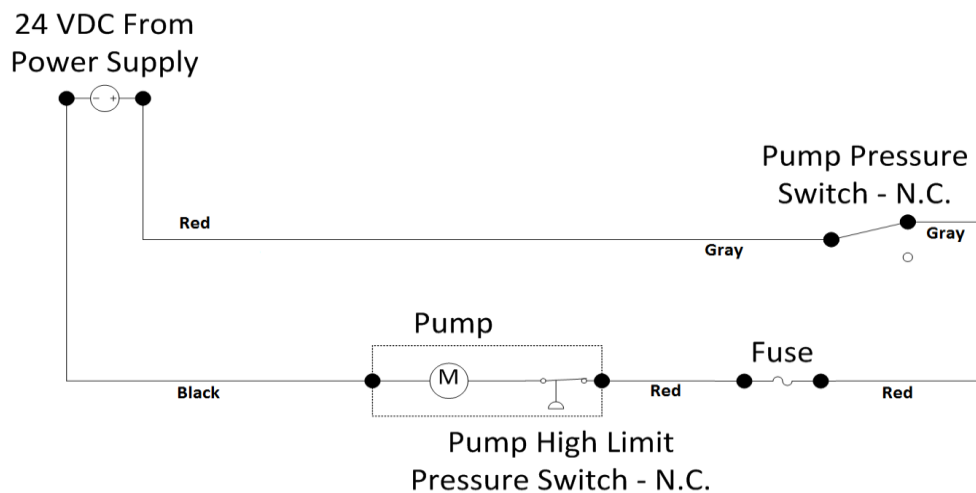 24 VDC From
Power Supply
- +
Pump Pressure
Switch - N.C.
Red
Gray
Gray
Pump
M
Fuse
Black
Red
Red
Pump High Limit
Pressure Switch - N.C.